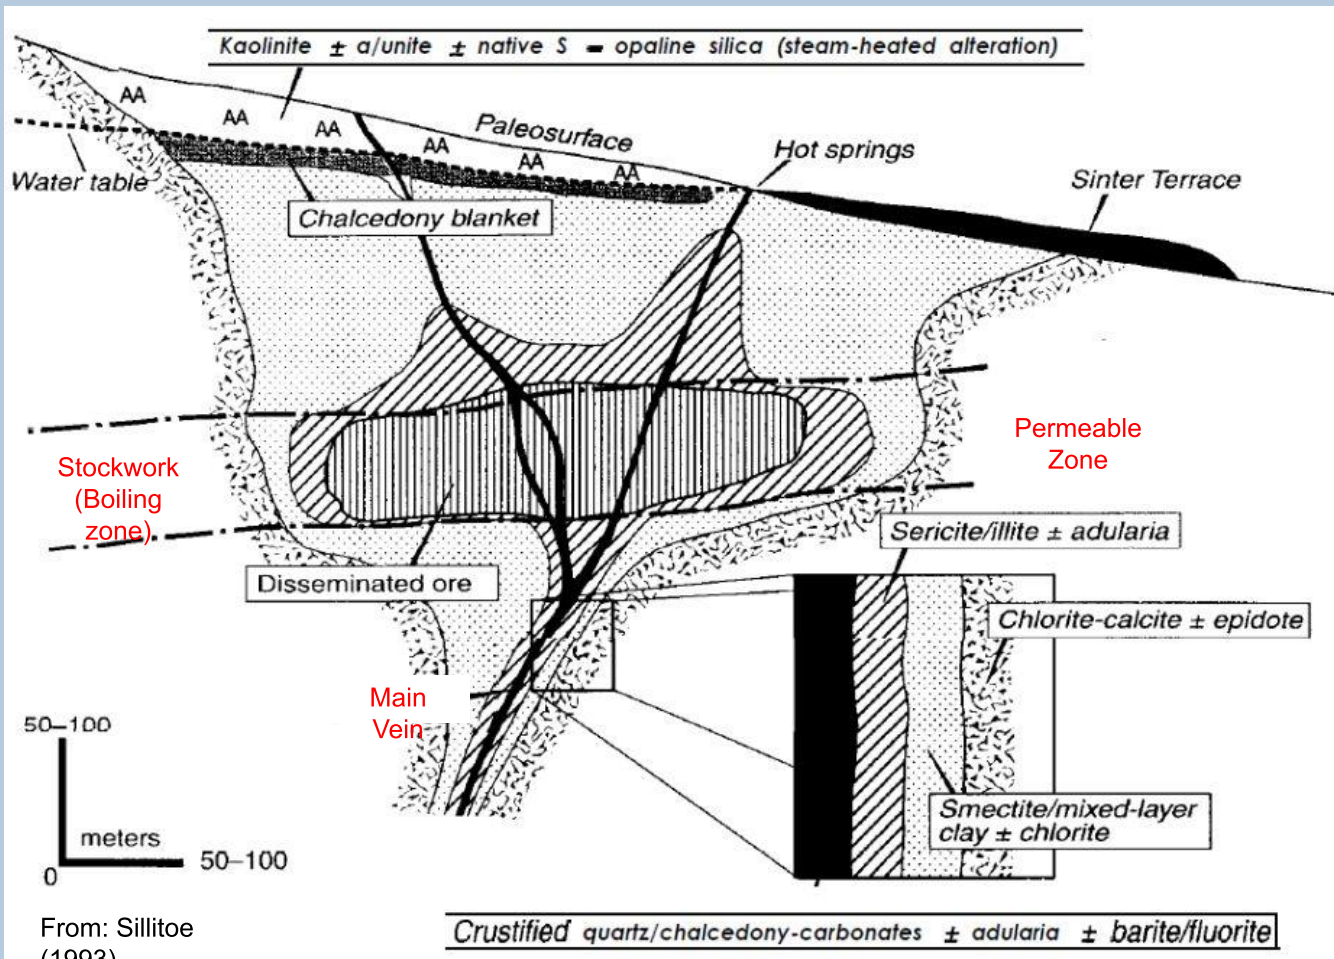 Kaolinite ± a/unite ± native S = opaline silica (steam-heated alteration)
AA
AA
AA
AA
AA
AA
Paleosurface
Hot springs
Water table
Sinter Terrace
Chalcedony blanket
Permeable
Zone
Stockwork
(Boiling
zone)
Sericite/illite ± adularia
Disseminated ore
Chlorite-calcite ± epidote
Main
Vein
50–100
Smectite/mixed-layer
clay ± chlorite
meters
50–100
0
From: Sillitoe
(1993)
Crustified quartz/chalcedony-carbonates ± adularia ± barite/fluorite